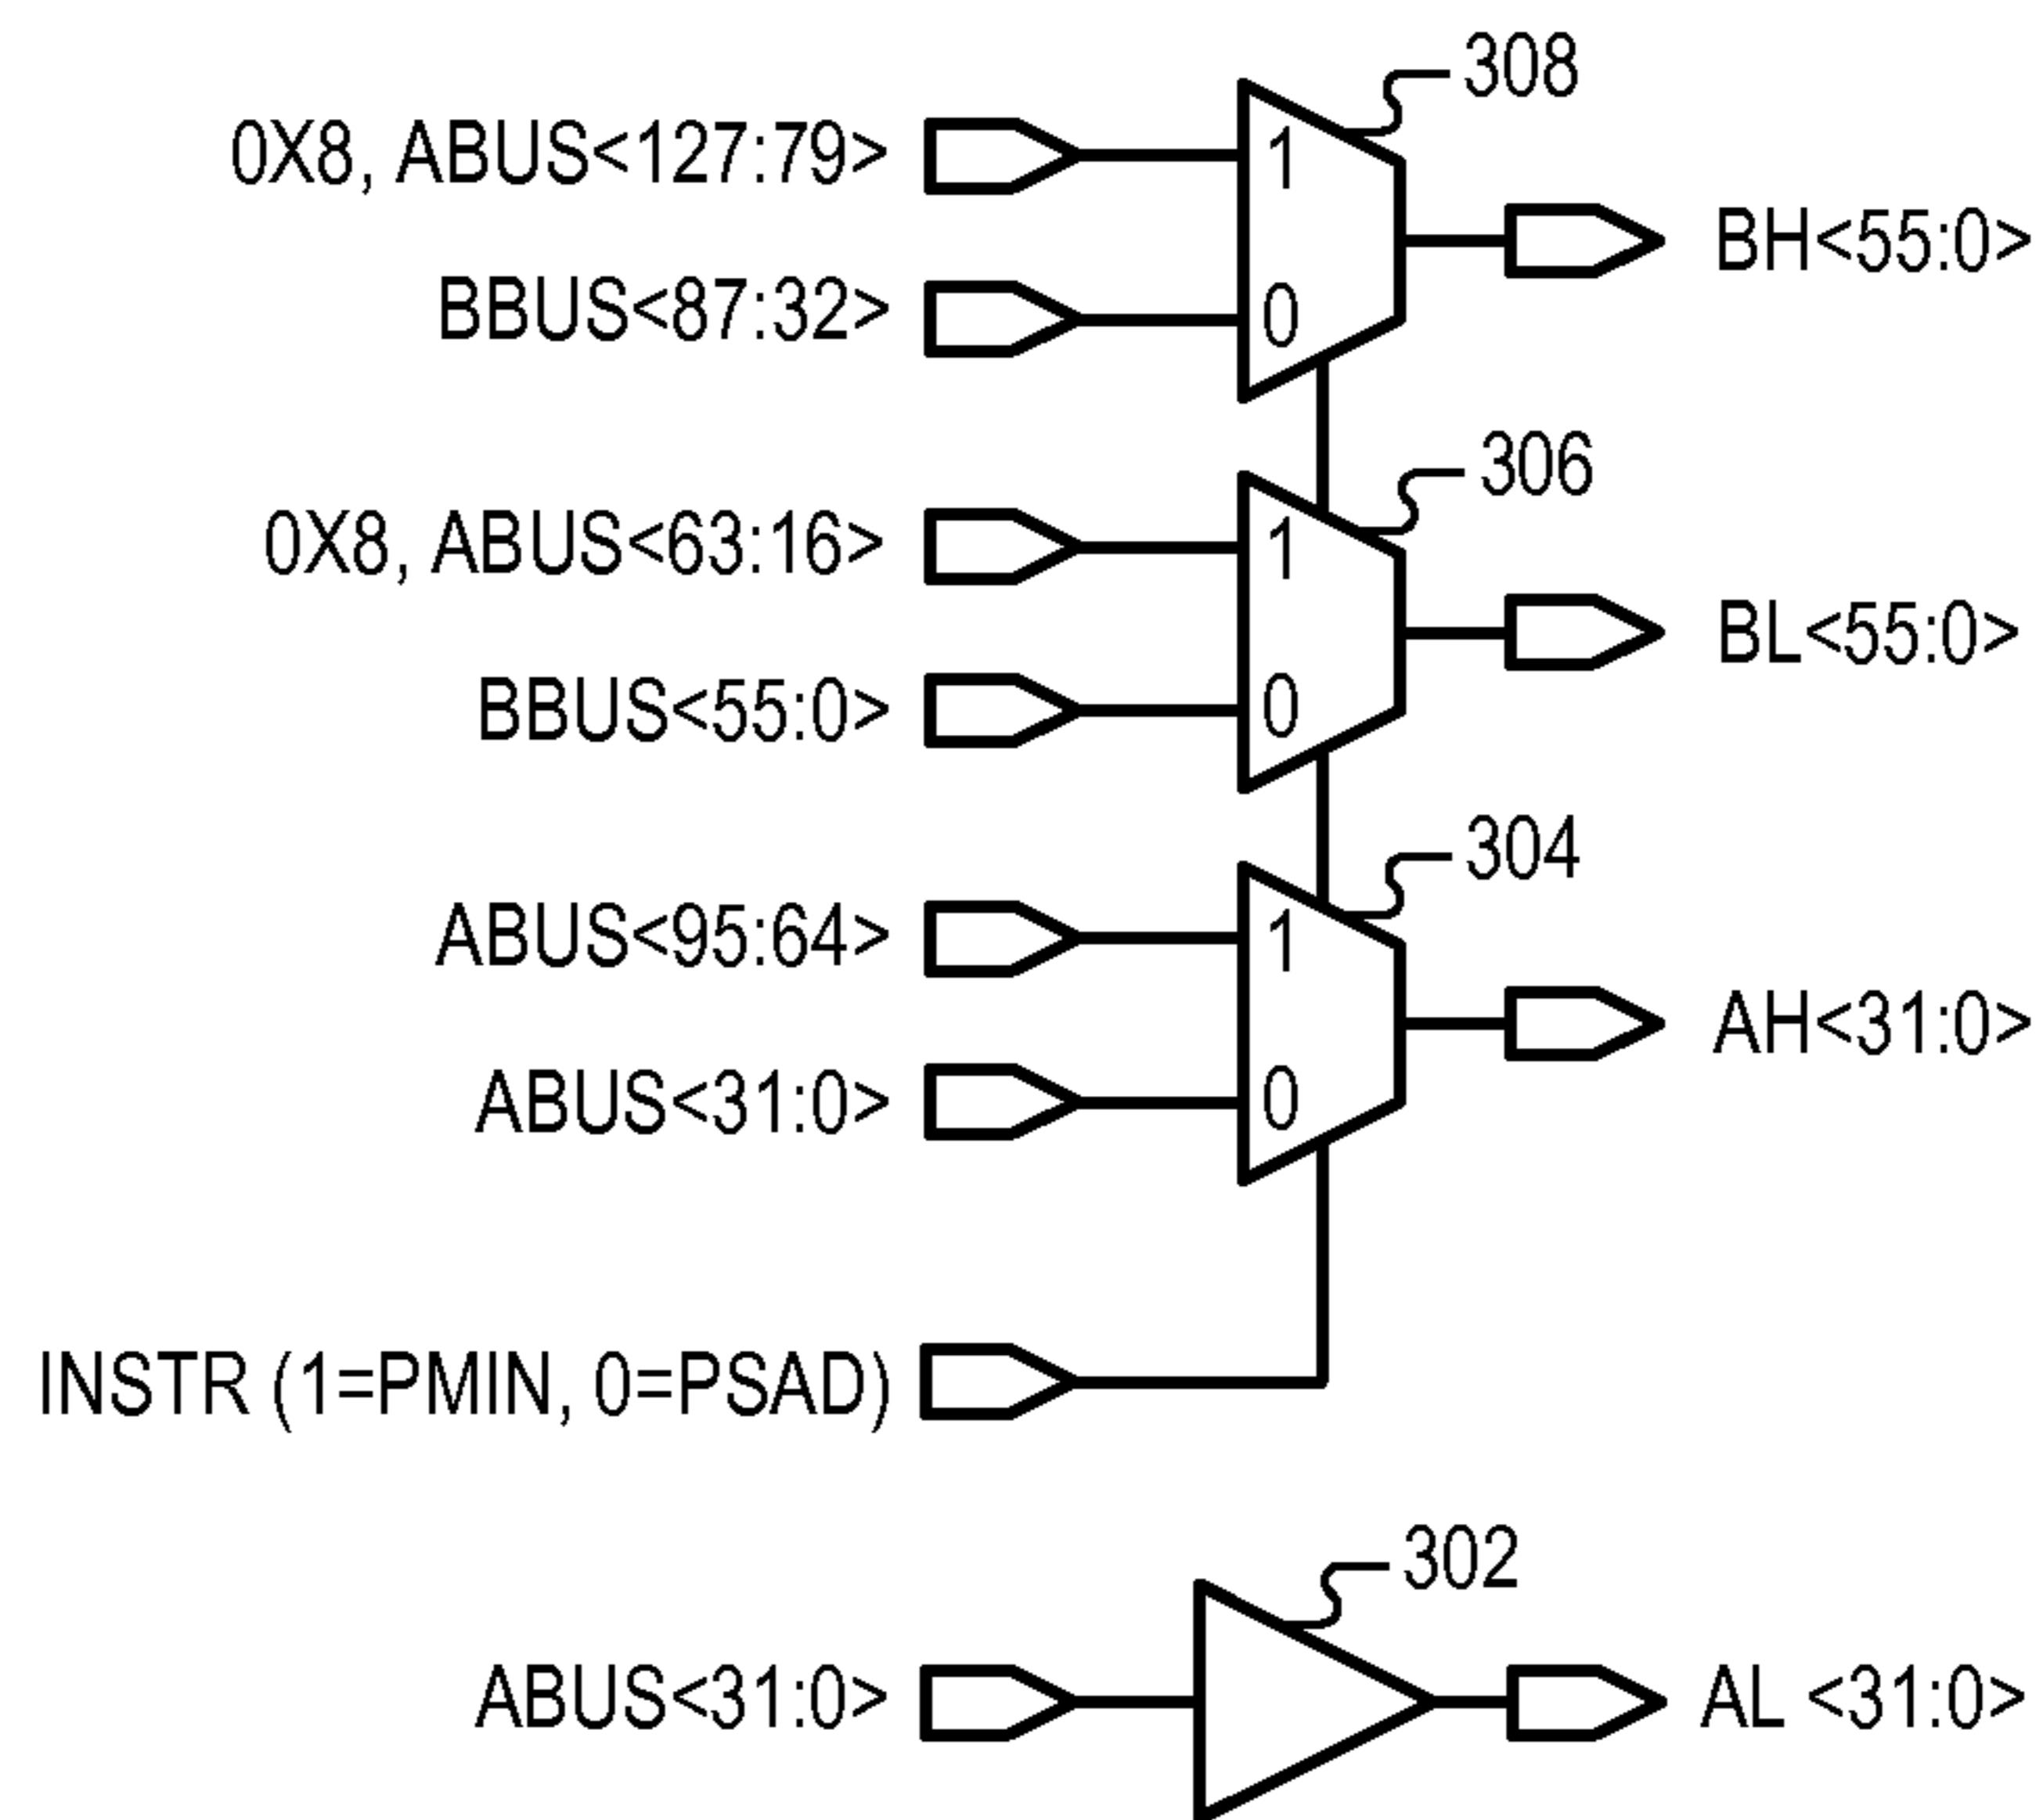 308
0X8, ABUS<127:79>
1
BH<55:0>
BBUS<87:32>
0
306
0X8, ABUS<63:16>
1
BL<55:0>
BBUS<55:0>
0
304
ABUS<95:64>
1
AH<31:0>
ABUS<31:0>
0
INSTR (1=PMIN, 0=PSAD)
302
ABUS<31:0>
AL <31:0>